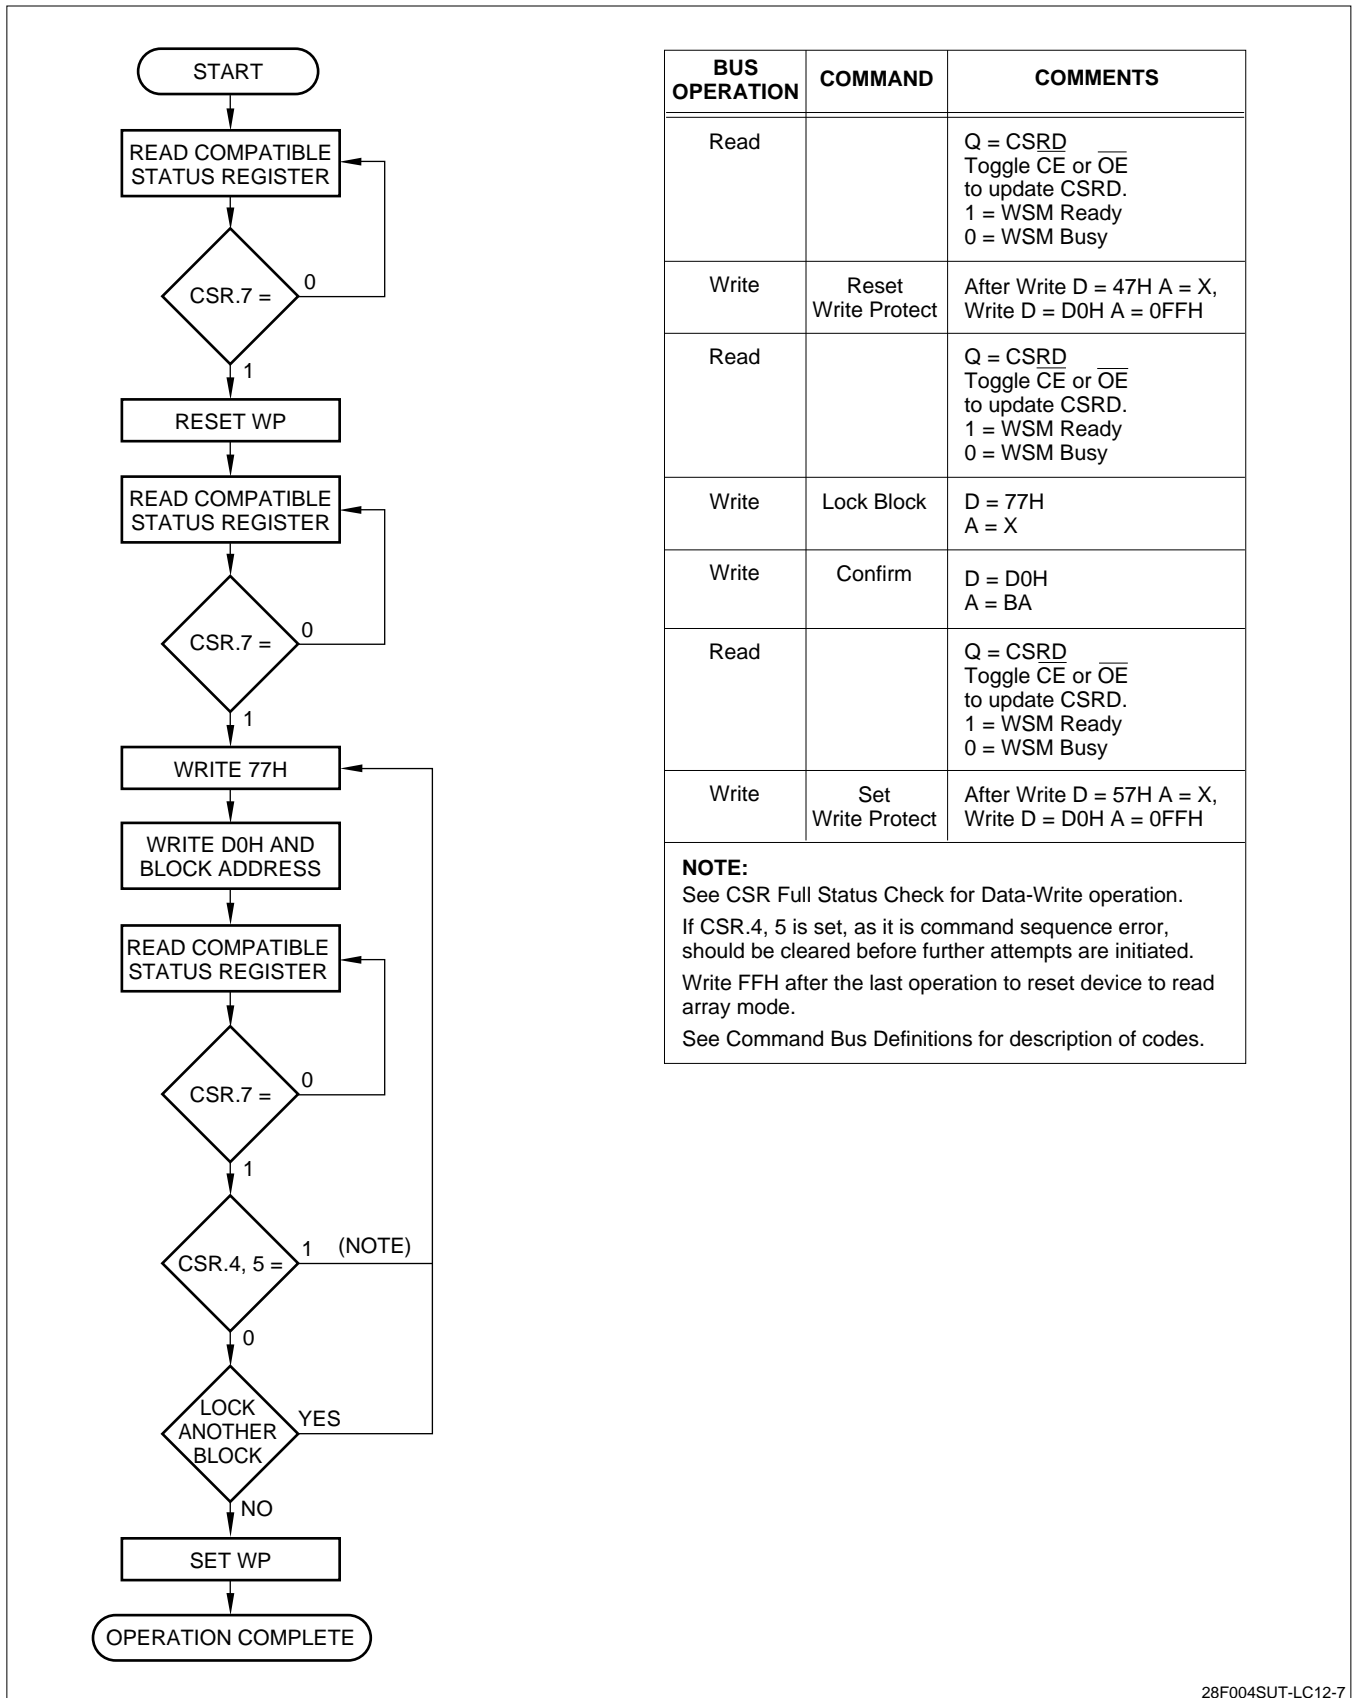 START
READ COMPATIBLE
STATUS REGISTER
CSR.7 =
0
1
RESET WP
READ COMPATIBLE
STATUS REGISTER
CSR.7 =
0
1
WRITE 77H
WRITE D0H AND
BLOCK ADDRESS
READ COMPATIBLE
STATUS REGISTER
CSR.7 =
0
1
CSR.4, 5 =
1 (NOTE)
0
LOCK
ANOTHER
BLOCK
YES
NO
SET WP
OPERATION COMPLETE
BUS
OPERATION
COMMAND
COMMENTS
Read
Q = CSRD
Toggle C̅E̅ or O̅E̅
to update CSRD.
1 = WSM Ready
0 = WSM Busy
Write
Reset
Write Protect
After Write D = 47H A = X,
Write D = D0H A = 0FFH
Read
Q = CSRD
Toggle C̅E̅ or O̅E̅
to update CSRD.
1 = WSM Ready
0 = WSM Busy
Write
Lock Block
D = 77H
A = X
Write
Confirm
D = D0H
A = BA
Read
Q = CSRD
Toggle C̅E̅ or O̅E̅
to update CSRD.
1 = WSM Ready
0 = WSM Busy
Write
Set
Write Protect
After Write D = 57H A = X,
Write D = D0H A = 0FFH
NOTE:
See CSR Full Status Check for Data-Write operation.
If CSR.4, 5 is set, as it is command sequence error,
should be cleared before further attempts are initiated.
Write FFH after the last operation to reset device to read
array mode.
See Command Bus Definitions for description of codes.
28F004SUT-LC12-7